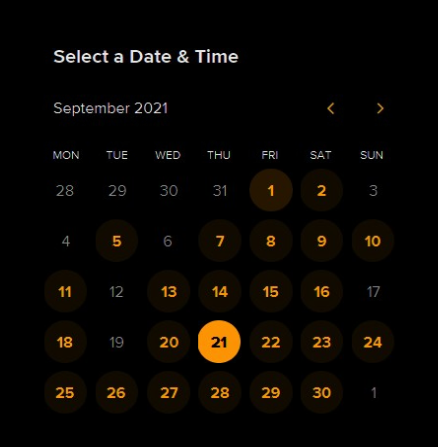 Select a Date & Time
September 2021
MON TUE WED THU FRI SAT SUN
28 29 30 31 1 2 3
4 5 6 7 8 9 10
11 12 13 14 15 16 17
18 19 20 21 22 23 24
25 26 27 28 29 30 1